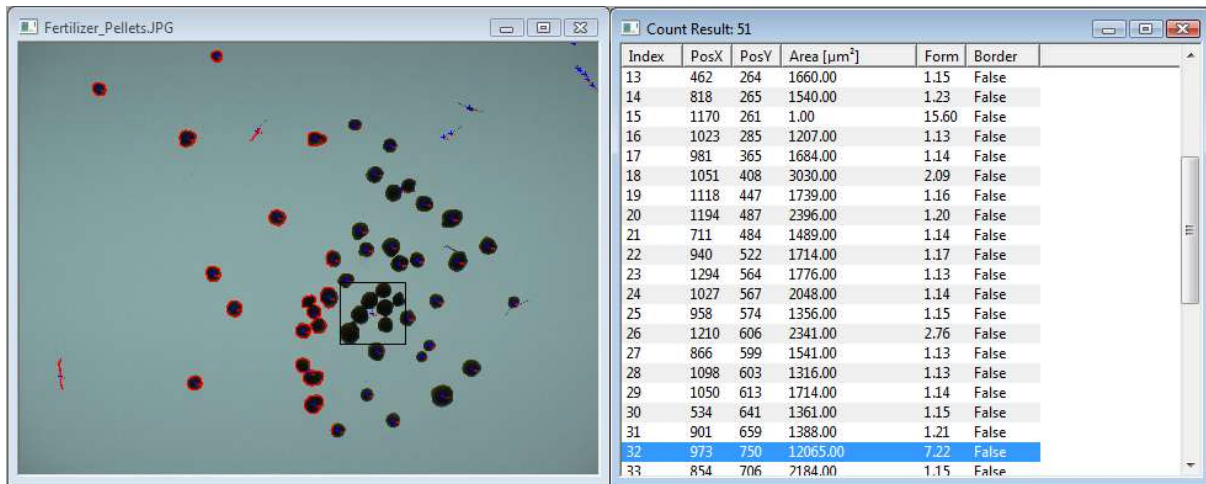 Fertilizer_Pellets.JPG
Count Result: 51
Index PosX PosY Area [µm²] Form Border
13 462 264 1660.00 1.15 False
14 818 265 1540.00 1.23 False
15 1170 261 1.00 15.60 False
16 1023 285 1207.00 1.13 False
17 981 365 1684.00 1.14 False
18 1051 408 3030.00 2.09 False
19 1118 447 1739.00 1.16 False
20 1194 487 2396.00 1.20 False
21 711 484 1489.00 1.14 False
22 940 522 1714.00 1.17 False
23 1294 564 1776.00 1.13 False
24 1027 567 2048.00 1.14 False
25 958 574 1356.00 1.15 False
26 1210 606 2341.00 2.76 False
27 866 599 1541.00 1.13 False
28 1098 603 1316.00 1.13 False
29 1050 613 1714.00 1.14 False
30 534 641 1361.00 1.15 False
31 901 659 1388.00 1.21 False
32 973 750 12065.00 7.22 False
33 854 706 2184.00 1.15 False